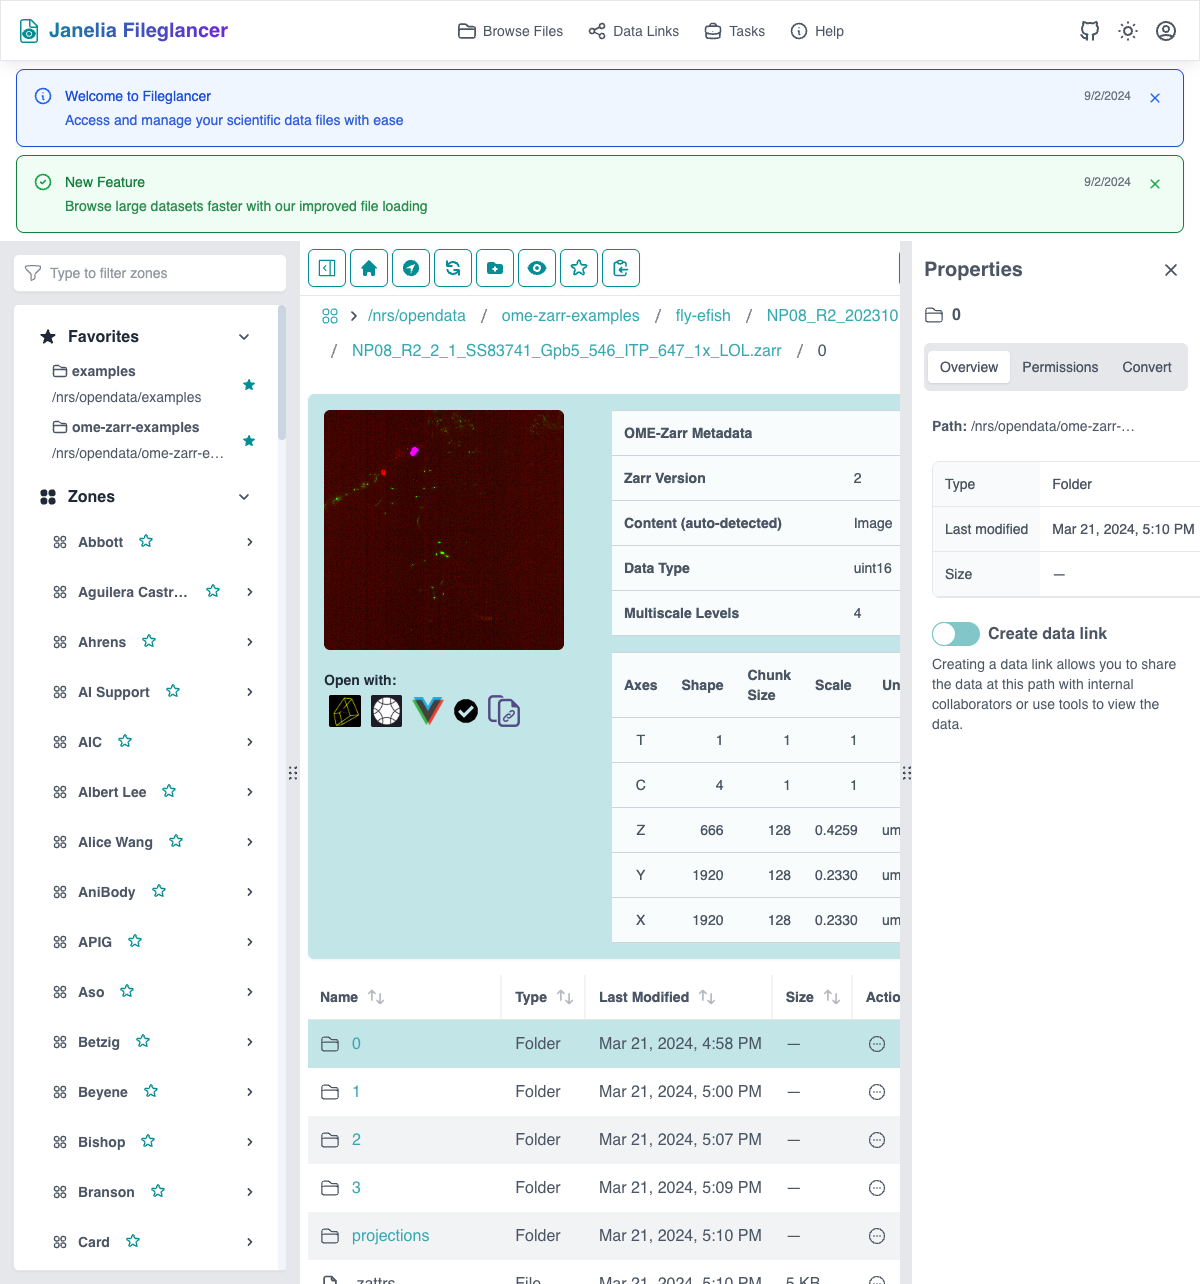 Janelia Fileglancer
Browse Files
Data Links
Tasks
Help
Welcome to Fileglancer
9/2/2024
Access and manage your scientific data files with ease
New Feature
9/2/2024
Browse large datasets faster with our improved file loading
Type to filter zones
Favorites
examples
/nrs/opendata/examples
ome-zarr-examples
/nrs/opendata/ome-zarr-e...
Zones
Abbott
Aguilera Castr...
Ahrens
AI Support
AIC
Albert Lee
Alice Wang
AniBody
APIG
Aso
Betzig
Beyene
Bishop
Branson
Card
/nrs/opendata / ome-zarr-examples / fly-efish / NP08_R2_202310
/ NP08_R2_2_1_SS83741_Gpb5_546_ITP_647_1x_LOL.zarr / 0
Open with:
OME-Zarr Metadata
Zarr Version 2
Content (auto-detected) Image
Data Type uint16
Multiscale Levels 4
Axes Shape Chunk Size Scale Un
T 1 1 1
C 4 1 1
Z 666 128 0.4259 um
Y 1920 128 0.2330 um
X 1920 128 0.2330 um
Name Type Last Modified Size Actio
0 Folder Mar 21, 2024, 4:58 PM —
1 Folder Mar 21, 2024, 5:00 PM —
2 Folder Mar 21, 2024, 5:07 PM —
3 Folder Mar 21, 2024, 5:09 PM —
projections Folder Mar 21, 2024, 5:10 PM —
.zattrs File Mar 21, 2024, 5:10 PM 5 KB
Properties
0
Overview Permissions Convert
Path: /nrs/opendata/ome-zarr-...
Type Folder
Last modified Mar 21, 2024, 5:10 PM
Size —
Create data link
Creating a data link allows you to share
the data at this path with internal
collaborators or use tools to view the
data.